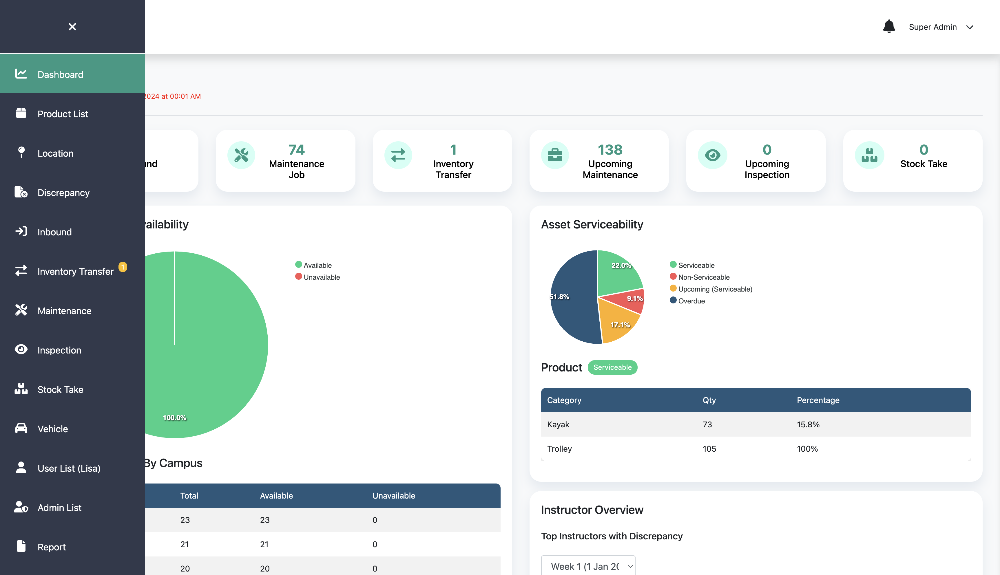 Super Admin
Dashboard
2024 at 00:01 AM
Product List
Location
Discrepancy
Inbound
Inventory Transfer 1
Maintenance
Inspection
Stock Take
Vehicle
User List (Lisa)
Admin List
Report
74
Maintenance
Job
1
Inventory
Transfer
138
Upcoming
Maintenance
0
Upcoming
Inspection
0
Stock Take
100.0%
Available
Unavailable
By Campus
Total Available Unavailable
23 23 0
21 21 0
20 20 0
Asset Serviceability
22.0%
9.1%
17.1%
51.8%
Serviceable
Non-Serviceable
Upcoming (Serviceable)
Overdue
Product Serviceable
Category Qty Percentage
Kayak 73 15.8%
Trolley 105 100%
Instructor Overview
Top Instructors with Discrepancy
Week 1 (1 Jan 20